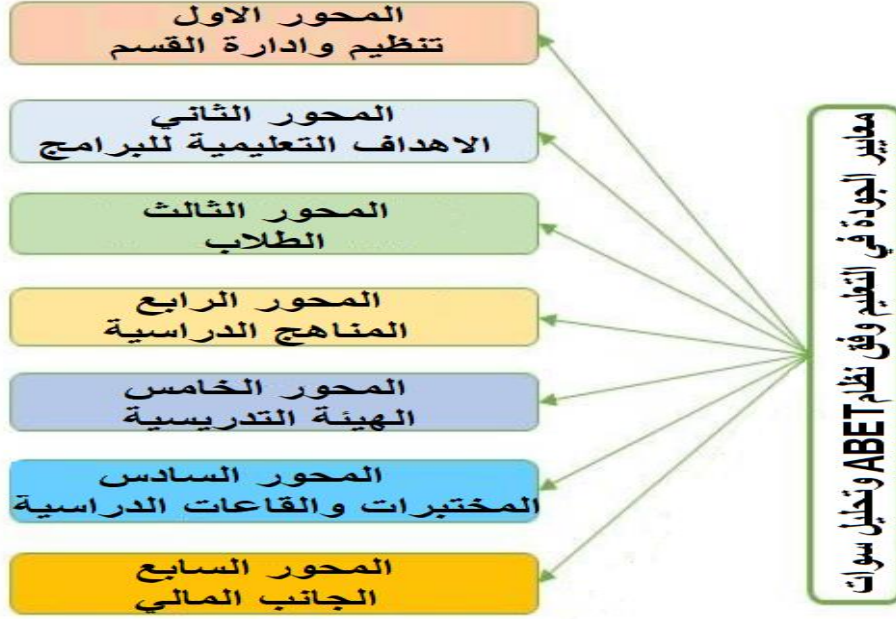 معايير الجودة في التعليم وفق نظام ABET وتحليل سوات
المحور الاول
تنظيم وادارة القسم
المحور الثاني
الاهداف التعليمية للبرامج
المحور الثالث
الطلاب
المحور الرابع
المناهج الدراسية
المحور الخامس
الهيئة التدريسية
المحور السادس
المختبرات والقاعات الدراسية
المحور السابع
الجانب المالي